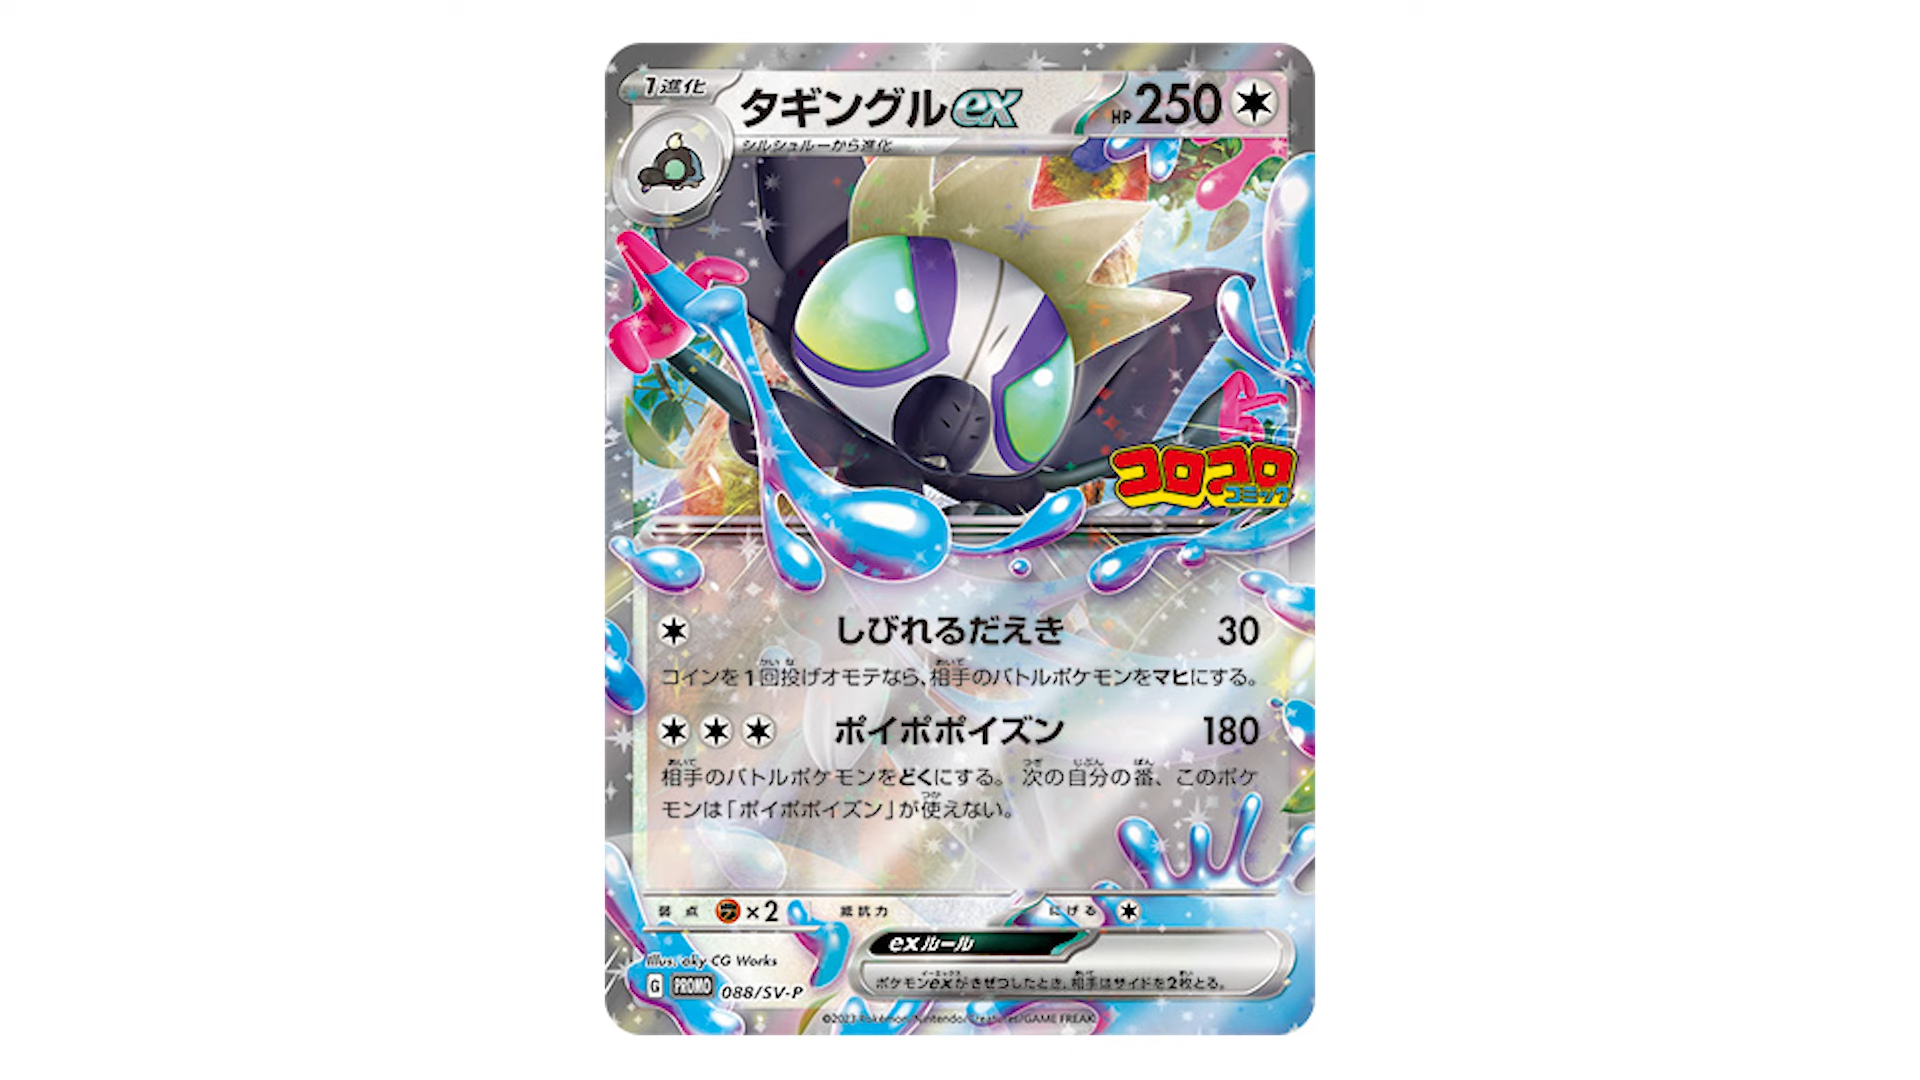 1進化
タギングルex
HP 250
シルシュルーから進化
コロコロ
コミック
しびれるだえき 30
コインを1回投げオモテなら、相手のバトルポケモンをマヒにする。
ポイポポイズン 180
相手のバトルポケモンをどくにする。次の自分の番、このポケ
モンは「ポイポポイズン」が使えない。
弱点 ×2 抵抗力 にげる
exルール
ポケモンexがきぜつしたとき、相手はサイドを2枚とる。
Illus. aky CG Works
G PROMO 088/SV-P
©2023 Pokémon/Nintendo/Creatures/GAME FREAK